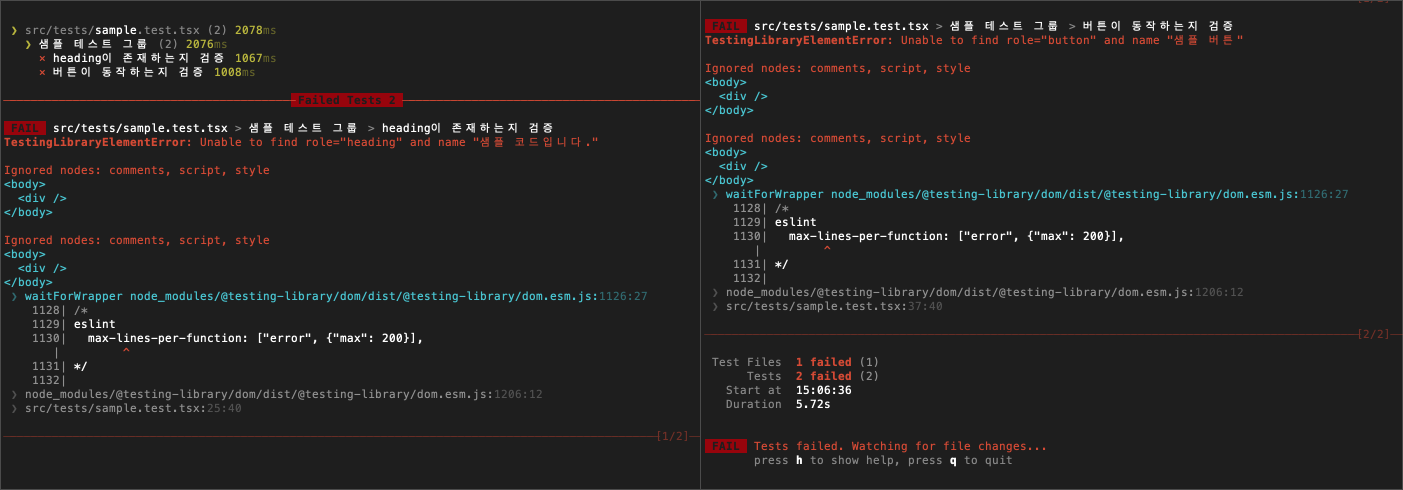 ❯ src/tests/sample.test.tsx (2) 2078ms
❯ 샘플 테스트 그룹 (2) 2076ms
× heading이 존재하는지 검증 1067ms
× 버튼이 동작하는지 검증 1008ms
Failed Tests 2
FAIL src/tests/sample.test.tsx > 샘플 테스트 그룹 > heading이 존재하는지 검증
TestingLibraryElementError: Unable to find role="heading" and name "샘플 코드입니다."
Ignored nodes: comments, script, style
<body>
<div />
</body>
Ignored nodes: comments, script, style
<body>
<div />
</body>
❯ waitForWrapper node_modules/@testing-library/dom/dist/@testing-library/dom.esm.js:1126:27
1128| /*
1129| eslint
1130| max-lines-per-function: ["error", {"max": 200}],
| ^
1131| */
1132|
❯ node_modules/@testing-library/dom/dist/@testing-library/dom.esm.js:1206:12
❯ src/tests/sample.test.tsx:25:40
[1/2]
FAIL src/tests/sample.test.tsx > 샘플 테스트 그룹 > 버튼이 동작하는지 검증
TestingLibraryElementError: Unable to find role="button" and name "샘플 버튼"
Ignored nodes: comments, script, style
<body>
<div />
</body>
Ignored nodes: comments, script, style
<body>
<div />
</body>
❯ waitForWrapper node_modules/@testing-library/dom/dist/@testing-library/dom.esm.js:1126:27
1128| /*
1129| eslint
1130| max-lines-per-function: ["error", {"max": 200}],
| ^
1131| */
1132|
❯ node_modules/@testing-library/dom/dist/@testing-library/dom.esm.js:1206:12
❯ src/tests/sample.test.tsx:37:40
[2/2]
Test Files 1 failed (1)
Tests 2 failed (2)
Start at 15:06:36
Duration 5.72s
FAIL Tests failed. Watching for file changes...
press h to show help, press q to quit